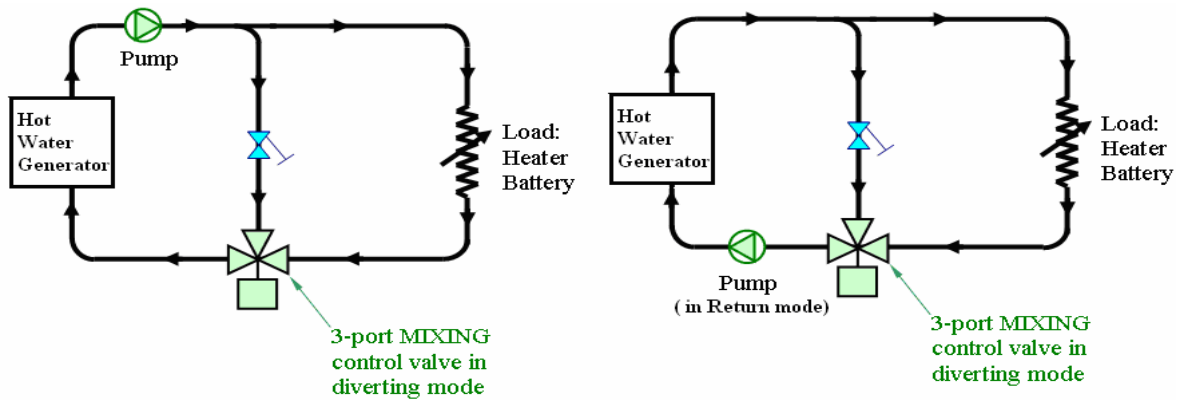 Pump
Hot
Water
Generator
Load:
Heater
Battery
3-port MIXING
control valve in
diverting mode
Hot
Water
Generator
Load:
Heater
Battery
Pump
( in Return mode)
3-port MIXING
control valve in
diverting mode